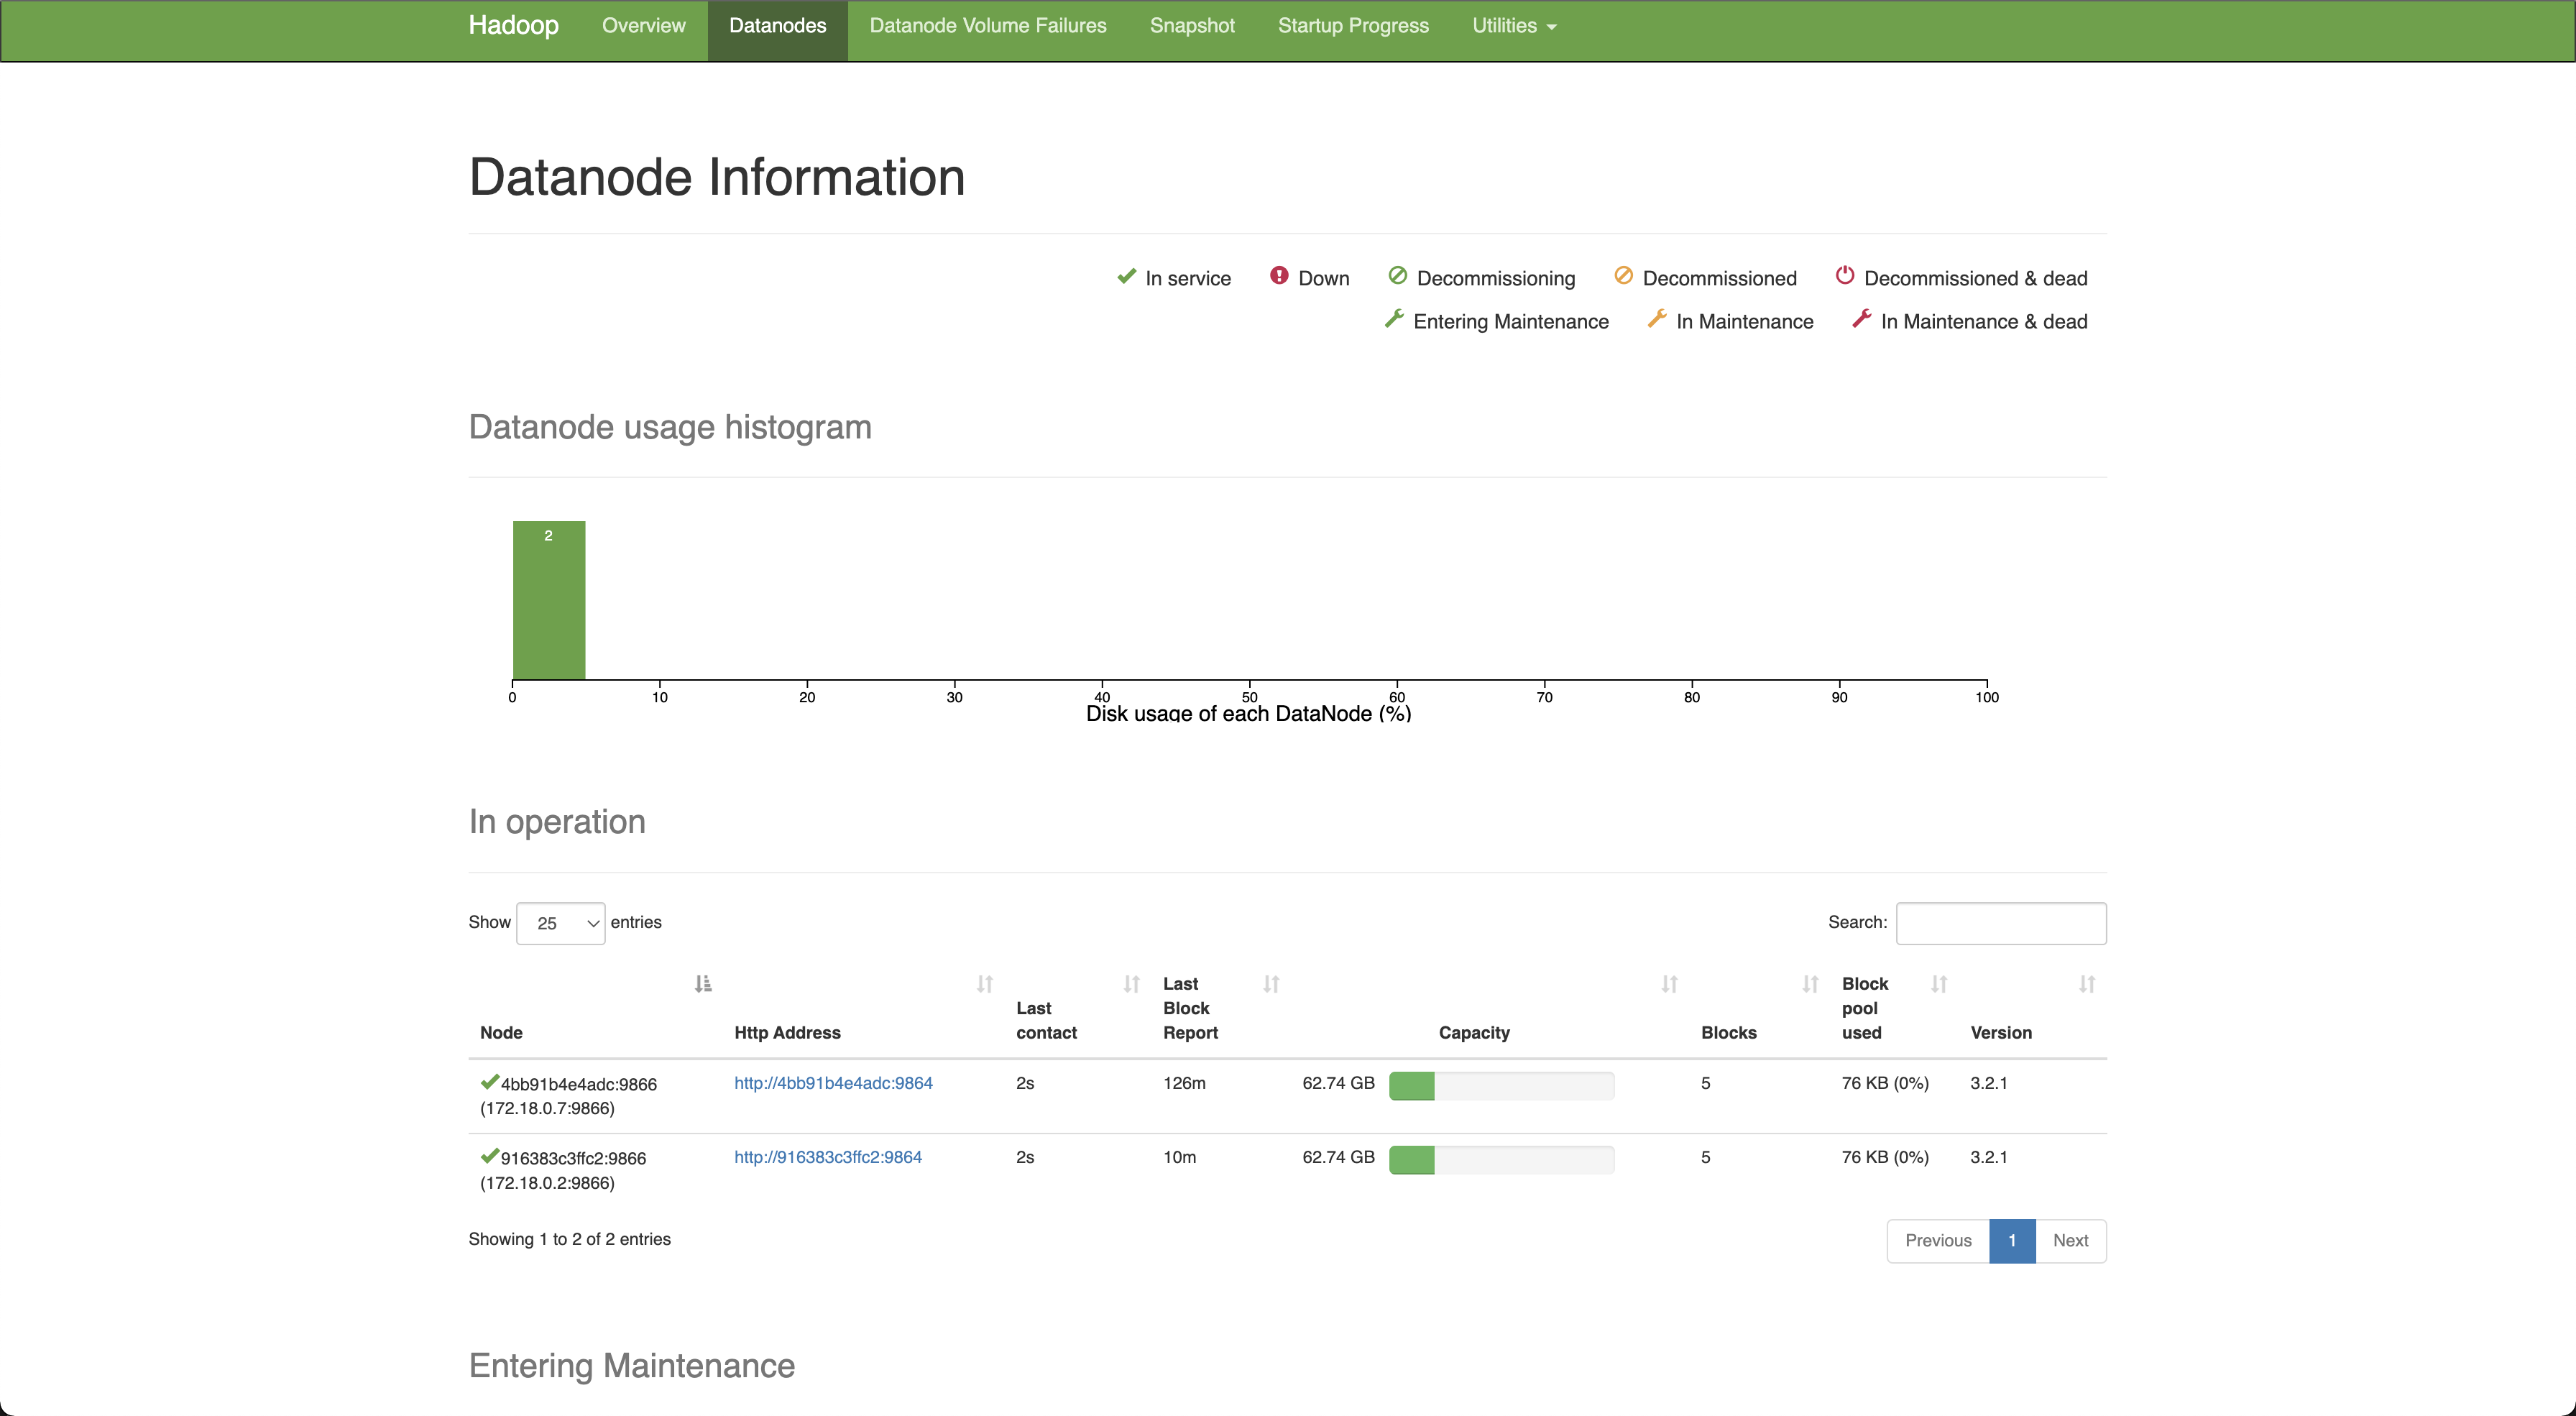 Hadoop Overview Datanodes Datanode Volume Failures Snapshot Startup Progress Utilities
Datanode Information
In service Down Decommissioning Decommissioned Decommissioned & dead
Entering Maintenance In Maintenance In Maintenance & dead
Datanode usage histogram
2
0 10 20 30 40 50 60 70 80 90 100
Disk usage of each DataNode (%)
In operation
Show 25 entries Search:
Node Http Address Last contact Last Block Report Capacity Blocks Block pool used Version
4bb91b4e4adc:9866 http://4bb91b4e4adc:9864 2s 126m 62.74 GB 5 76 KB (0%) 3.2.1
(172.18.0.7:9866)
916383c3ffc2:9866 http://916383c3ffc2:9864 2s 10m 62.74 GB 5 76 KB (0%) 3.2.1
(172.18.0.2:9866)
Showing 1 to 2 of 2 entries Previous 1 Next
Entering Maintenance